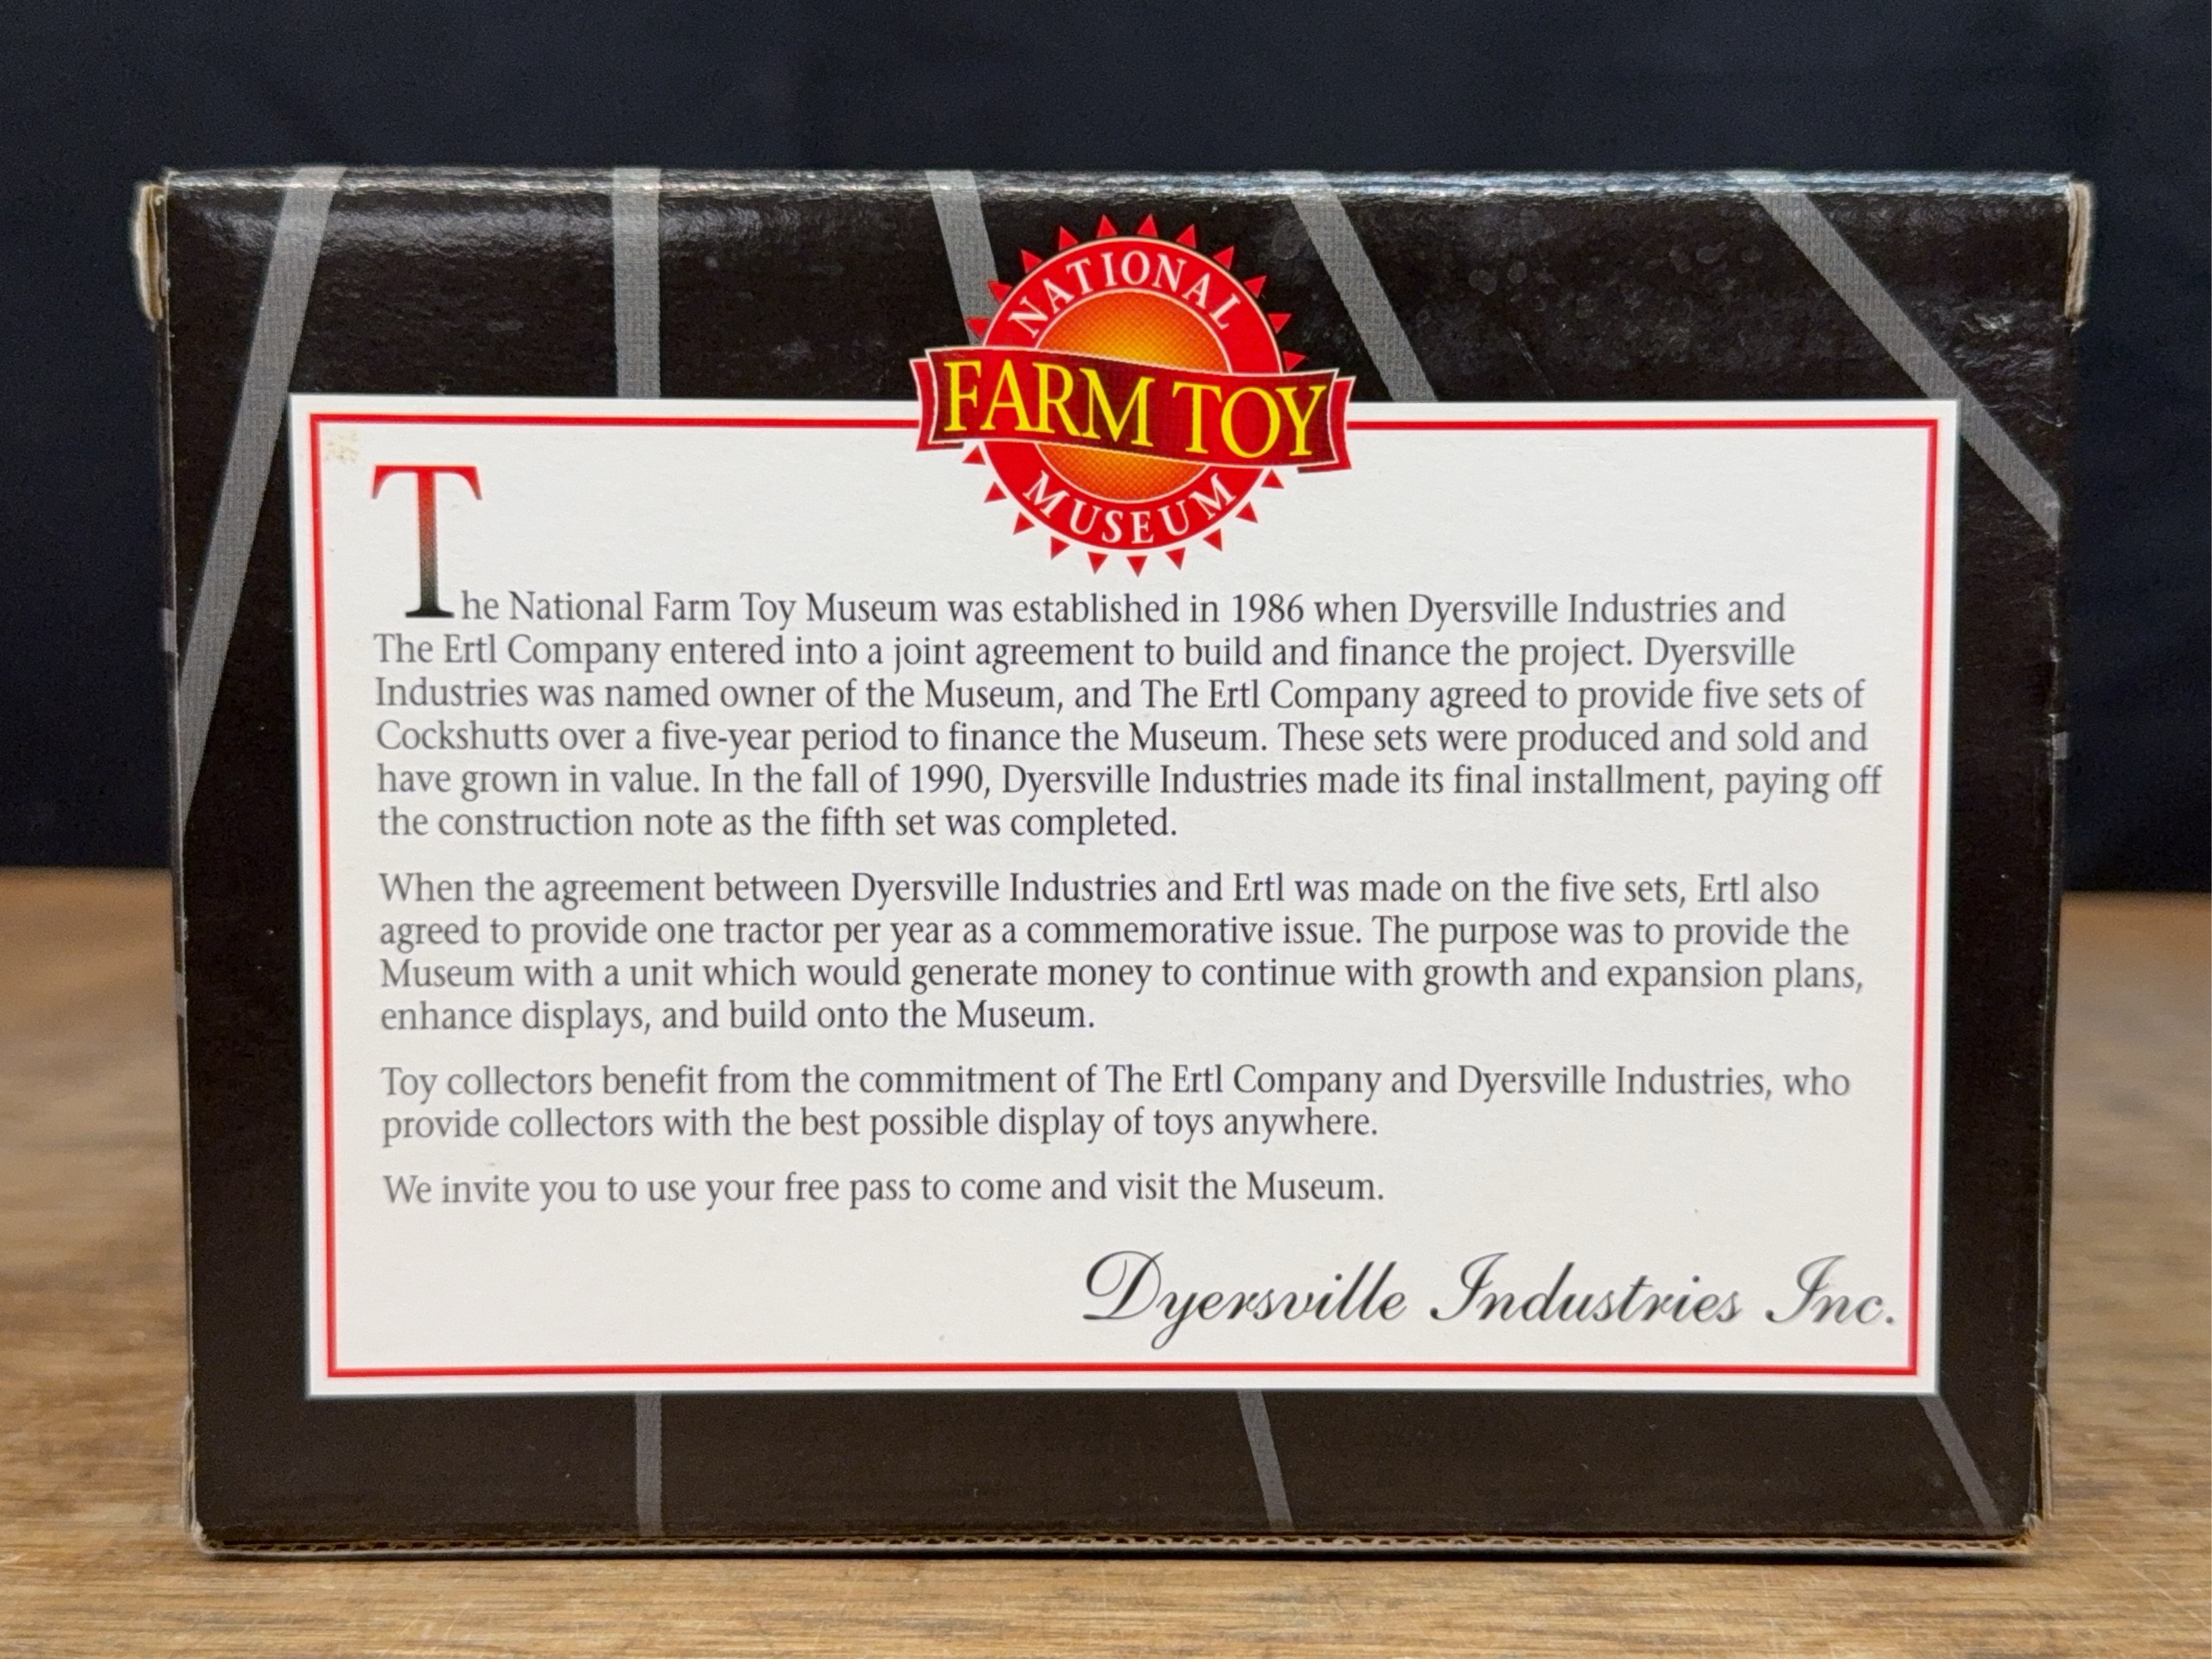 NATIONAL
FARM TOY
MUSEUM
The National Farm Toy Museum was established in 1986 when Dyersville Industries and
The Ertl Company entered into a joint agreement to build and finance the project. Dyersville
Industries was named owner of the Museum, and The Ertl Company agreed to provide five sets of
Cockshutts over a five-year period to finance the Museum. These sets were produced and sold and
have grown in value. In the fall of 1990, Dyersville Industries made its final installment, paying off
the construction note as the fifth set was completed.
When the agreement between Dyersville Industries and Ertl was made on the five sets, Ertl also
agreed to provide one tractor per year as a commemorative issue. The purpose was to provide the
Museum with a unit which would generate money to continue with growth and expansion plans,
enhance displays, and build onto the Museum.
Toy collectors benefit from the commitment of The Ertl Company and Dyersville Industries, who
provide collectors with the best possible display of toys anywhere.
We invite you to use your free pass to come and visit the Museum.
Dyersville Industries Inc.